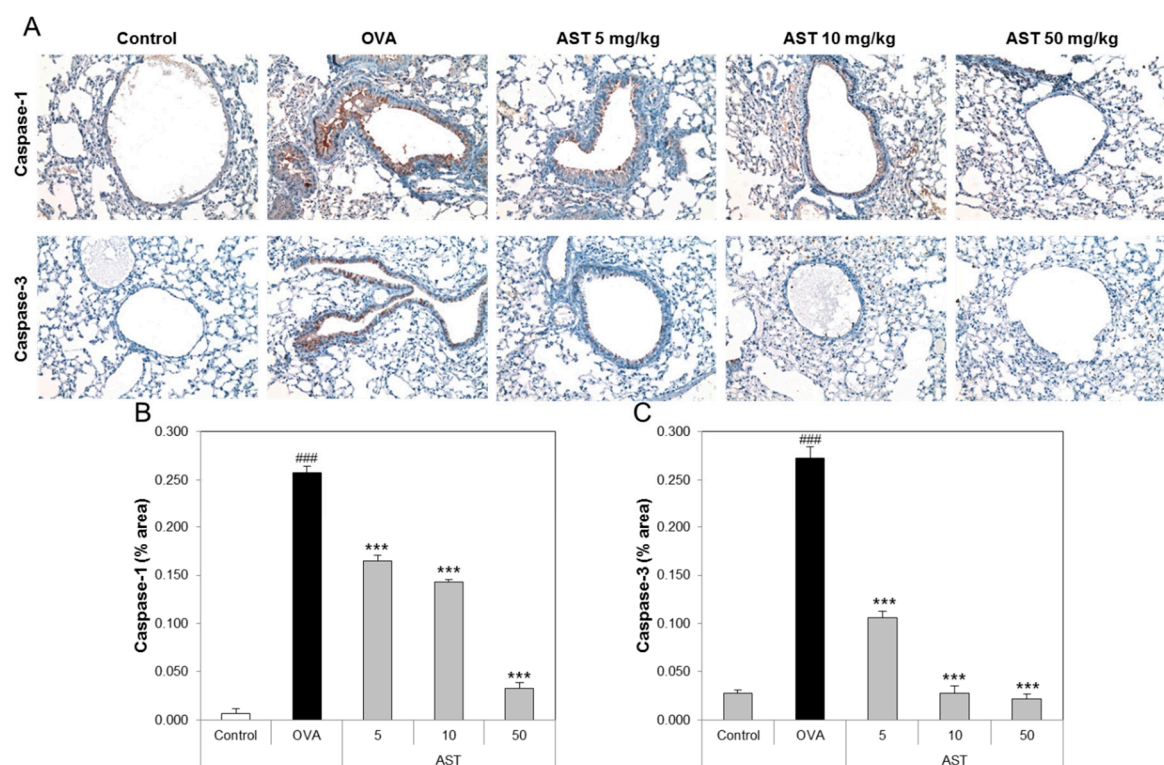 A
Control OVA AST 5 mg/kg AST 10 mg/kg AST 50 mg/kg
Caspase-1
Caspase-3
B
Caspase-1 (% area)
0.300
0.250
0.200
0.150
0.100
0.050
0.000
###
***
***
***
Control OVA 5 10 50
AST
C
Caspase-3 (% area)
0.300
0.250
0.200
0.150
0.100
0.050
0.000
###
***
***
***
Control OVA 5 10 50
AST